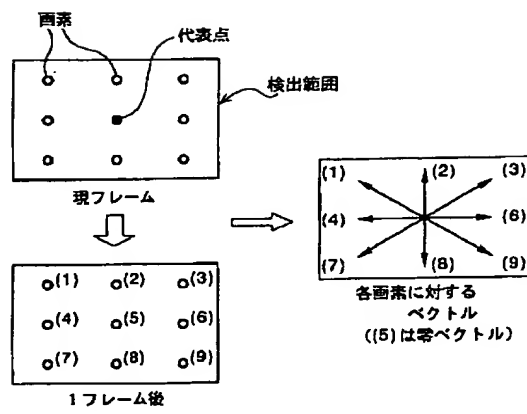 画素
代表点
検出範囲
現フレーム
(1) (2) (3)
(4) (5) (6)
(7) (8) (9)
1フレーム後
(1) (2) (3)
(4) (6)
(7) (8) (9)
各画素に対する
ベクトル
((5)は零ベクトル)